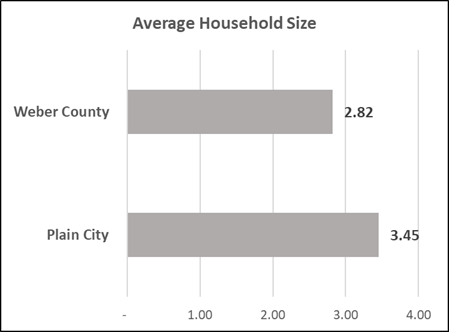 Average Household Size
Weber County
2.82
Plain City
3.45
- 1.00 2.00 3.00 4.00